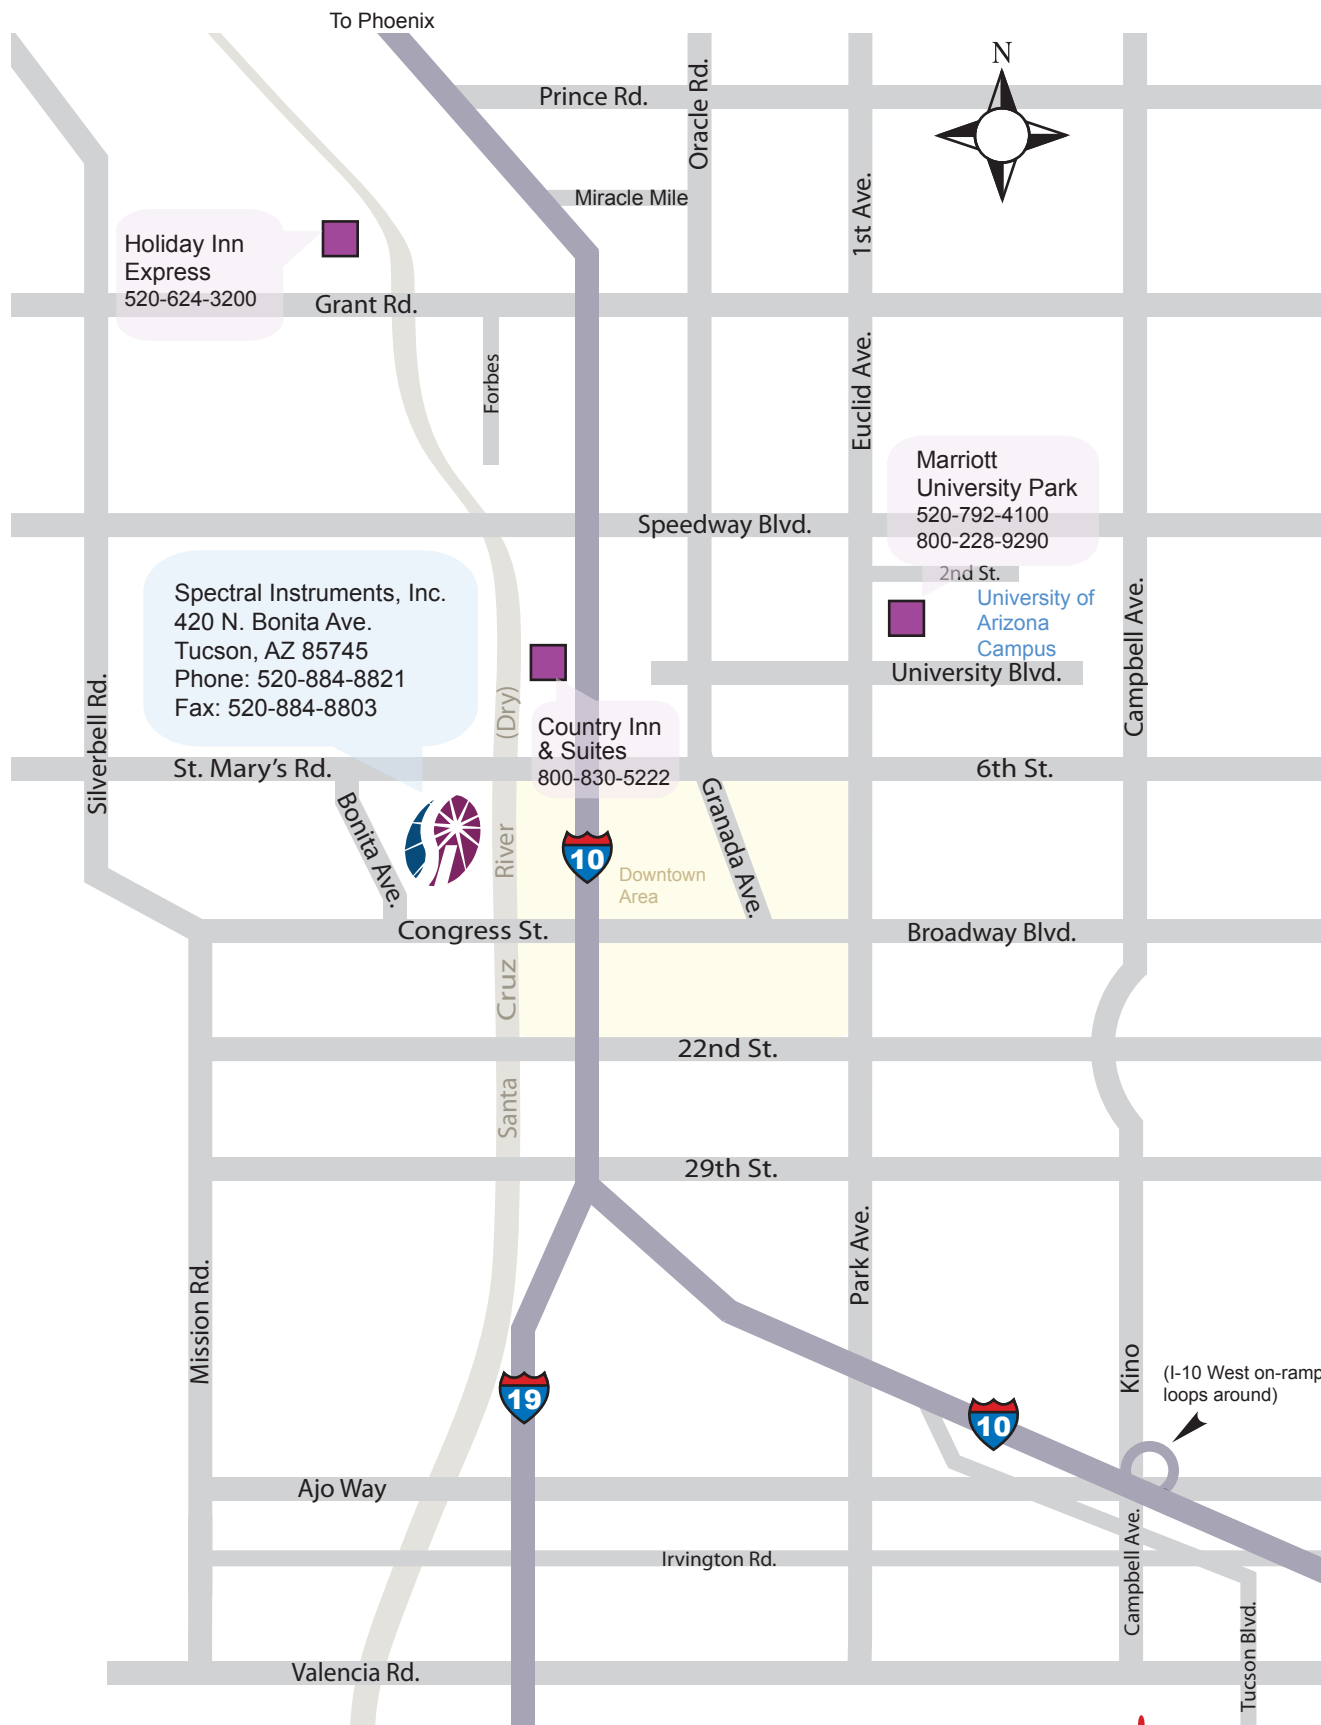 To Phoenix
N
Prince Rd.
Oracle Rd.
Miracle Mile
1st Ave.
Holiday Inn
Express
520-624-3200
Grant Rd.
Forbes
Euclid Ave.
Marriott
University Park
520-792-4100
800-228-9290
Speedway Blvd.
2nd St.
University of
Arizona
Campus
University Blvd.
Campbell Ave.
Spectral Instruments, Inc.
420 N. Bonita Ave.
Tucson, AZ 85745
Phone: 520-884-8821
Fax: 520-884-8803
Silverbell Rd.
Country Inn
& Suites
800-830-5222
St. Mary's Rd.
6th St.
Bonita Ave.
Granada Ave.
10
Downtown
Area
Santa Cruz River (Dry)
Congress St.
Broadway Blvd.
22nd St.
29th St.
Park Ave.
Mission Rd.
Kino
(I-10 West on-ramp
loops around)
19
10
Ajo Way
Irvington Rd.
Campbell Ave.
Tucson Blvd.
Valencia Rd.